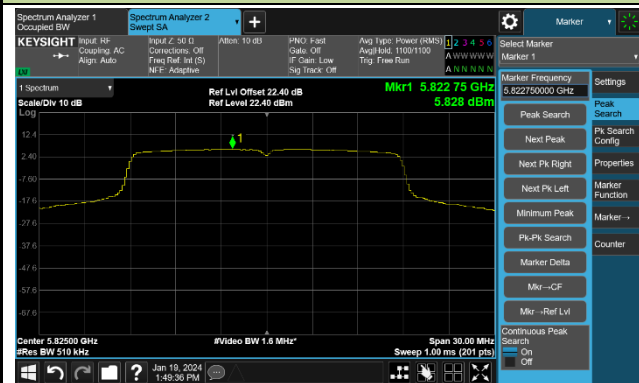 Spectrum Analyzer 1
Occupied BW
Spectrum Analyzer 2
Swept SA
Marker
KEYSIGHT
Input: RF
Coupling: AC
Align: Auto
Input Z: 50 Ω
Corrections: Off
Freq Ref: Int (S)
NFE: Adaptive
Atten: 10 dB
PNO: Fast
Gate: Off
IF Gain: Low
Sig Track: Off
Avg Type: Power (RMS)
Avg|Hold: 1100/1100
Trig: Free Run
1 2 3 4 5 6
A W W W W W
A N N N N N
LV
Select Marker
Marker 1
1 Spectrum
Scale/Div 10 dB
Log
Ref Lvl Offset 22.40 dB
Ref Level 22.40 dBm
Mkr1 5.822 75 GHz
5.828 dBm
1
12.4
2.40
-7.60
-17.6
-27.6
-37.6
-47.6
-57.6
-67.6
Center 5.82500 GHz
#Res BW 510 kHz
#Video BW 1.6 MHz*
Span 30.00 MHz
Sweep 1.00 ms (201 pts)
Marker Frequency
5.822750000 GHz
Peak Search
Next Peak
Next Pk Right
Next Pk Left
Minimum Peak
Pk-Pk Search
Marker Delta
Mkr→CF
Mkr→Ref Lvl
Continuous Peak
Search
On
Off
Settings
Peak
Search
Pk Search
Config
Properties
Marker
Function
Marker→
Counter
Jan 19, 2024
1:49:36 PM